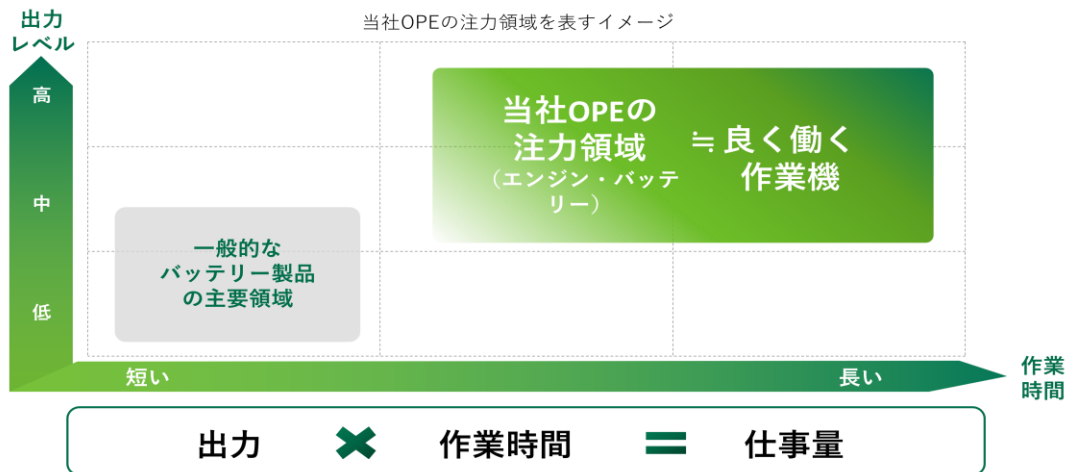 当社OPEの注力領域を表すイメージ
出力
レベル
高
中
低
当社OPEの
注力領域
（エンジン・バッテ
リー）
≒良く働く
作業機
一般的な
バッテリー製品
の主要領域
短い
長い
作業
時間
出力 ✖ 作業時間 = 仕事量